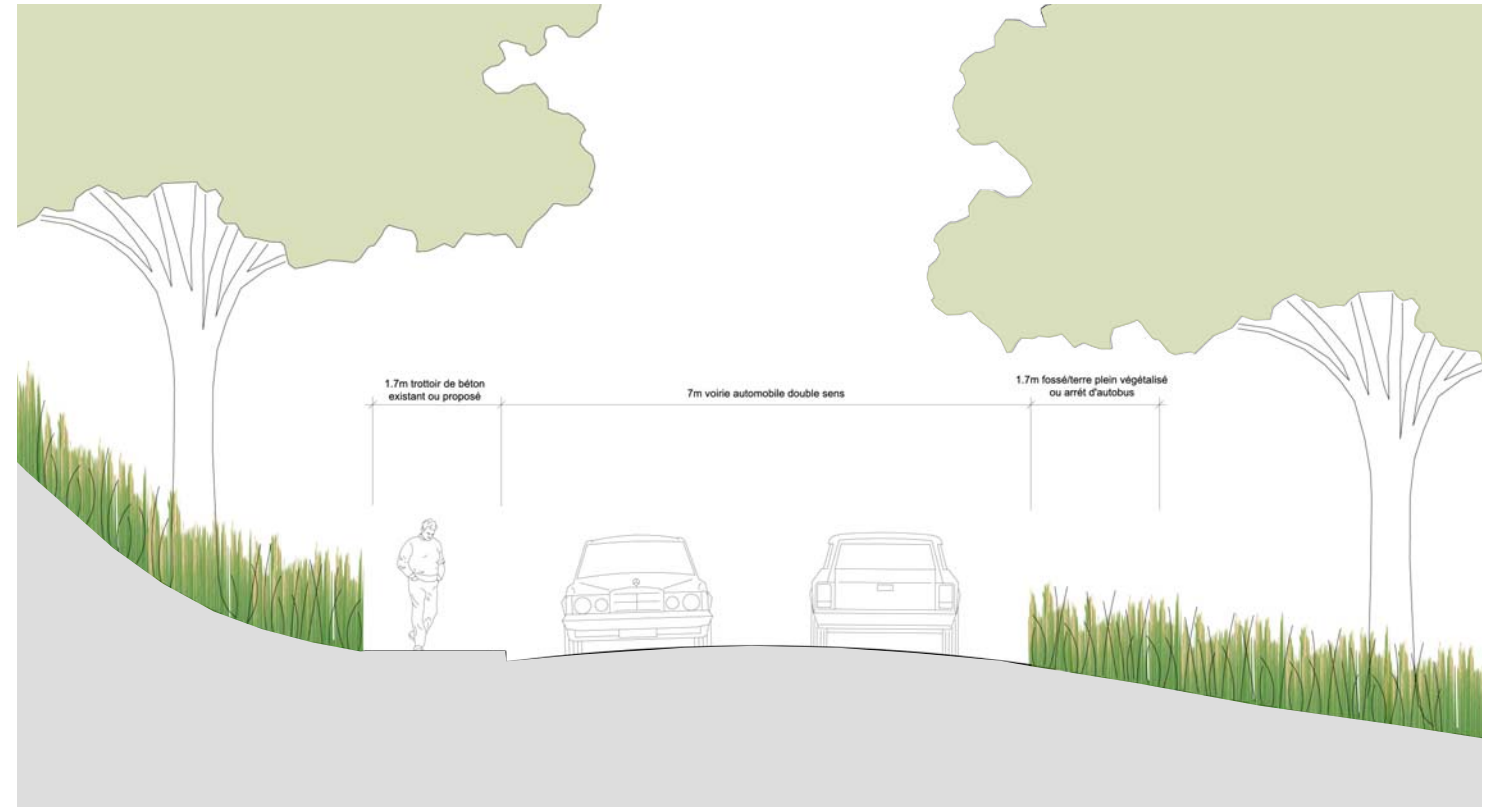 1.7m trottoir de béton
existant ou proposé
7m voirie automobile double sens
1.7m fossé/terre plein végétalisé
ou arrêt d'autobus